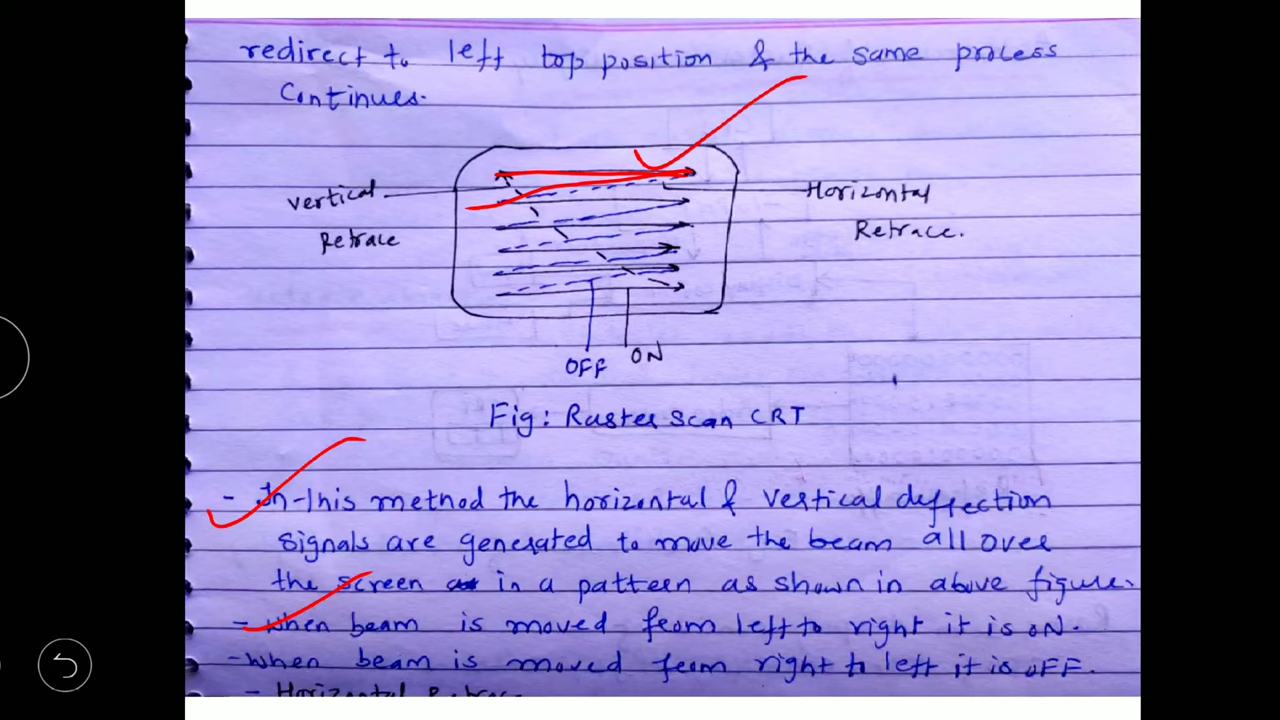 redirect to left top position & the same process
Continues.
vertical
Retrace
Horizontal
Retrace.
OFF
ON
Fig: Raster scan CRT
- In this method the horizontal & vertical deflection
signals are generated to move the beam all over
the screen in a pattern as shown in above figure.
- when beam is moved from left to right it is ON.
- when beam is moved from right to left it is OFF.
- Horizontal Retrace